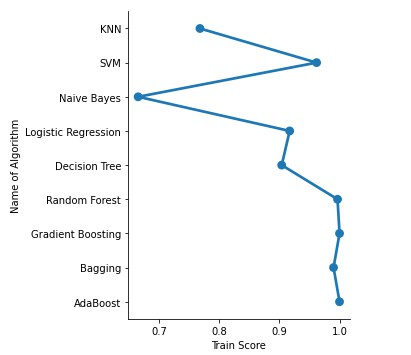 KNN
SVM
Naive Bayes
Logistic Regression
Decision Tree
Random Forest
Gradient Boosting
Bagging
AdaBoost
Name of Algorithm
0.7 0.8 0.9 1.0
Train Score